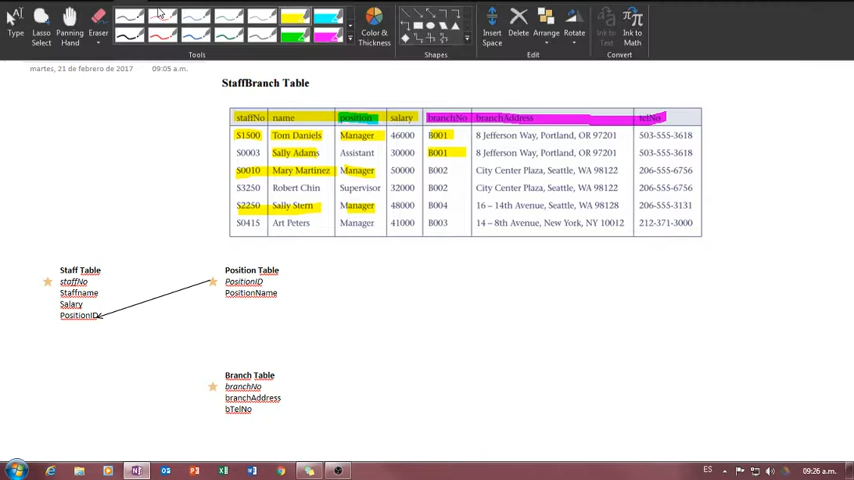 Type
Lasso
Select
Panning
Hand
Eraser
Color &
Thickness
Insert
Space
Delete
Arrange
Rotate
Ink to
Text
Ink to
Math
Tools
Shapes
Edit
Convert
martes, 21 de febrero de 2017 09:05 a.m.
StaffBranch Table
staffNo name position salary branchNo branchAddress telNo
S1500 Tom Daniels Manager 46000 B001 8 Jefferson Way, Portland, OR 97201 503-555-3618
S0003 Sally Adams Assistant 30000 B001 8 Jefferson Way, Portland, OR 97201 503-555-3618
S0010 Mary Martinez Manager 50000 B002 City Center Plaza, Seattle, WA 98122 206-555-6756
S3250 Robert Chin Supervisor 32000 B002 City Center Plaza, Seattle, WA 98122 206-555-6756
S2250 Sally Stern Manager 48000 B004 16 – 14th Avenue, Seattle, WA 98128 206-555-3131
S0415 Art Peters Manager 41000 B003 14 – 8th Avenue, New York, NY 10012 212-371-3000
Staff Table
staffNo
Staffname
Salary
PositionID
Position Table
PositionID
PositionName
Branch Table
branchNo
branchAddress
bTelNo
ES
09:26 a.m.